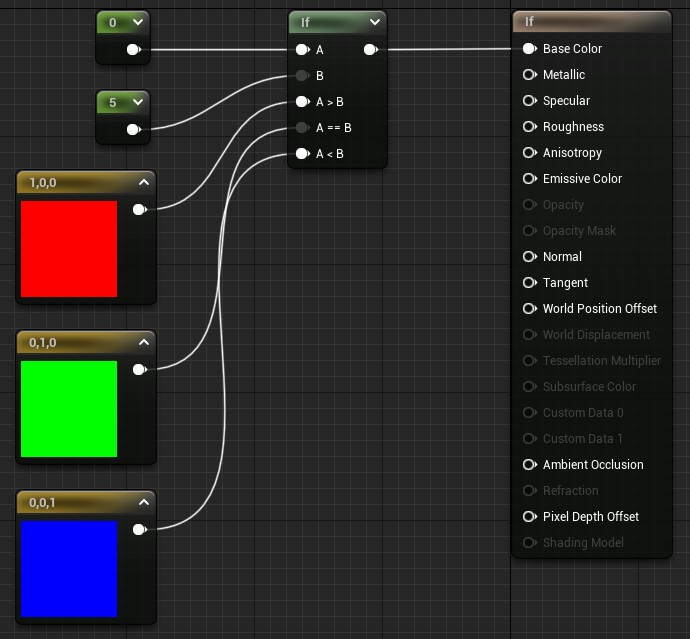 0
If
If
A
Base Color
B
Metallic
5
A > B
Specular
A == B
Roughness
A < B
Anisotropy
1,0,0
Emissive Color
Opacity
Opacity Mask
Normal
Tangent
World Position Offset
0,1,0
World Displacement
Tessellation Multiplier
Subsurface Color
Custom Data 0
Custom Data 1
Ambient Occlusion
0,0,1
Refraction
Pixel Depth Offset
Shading Model